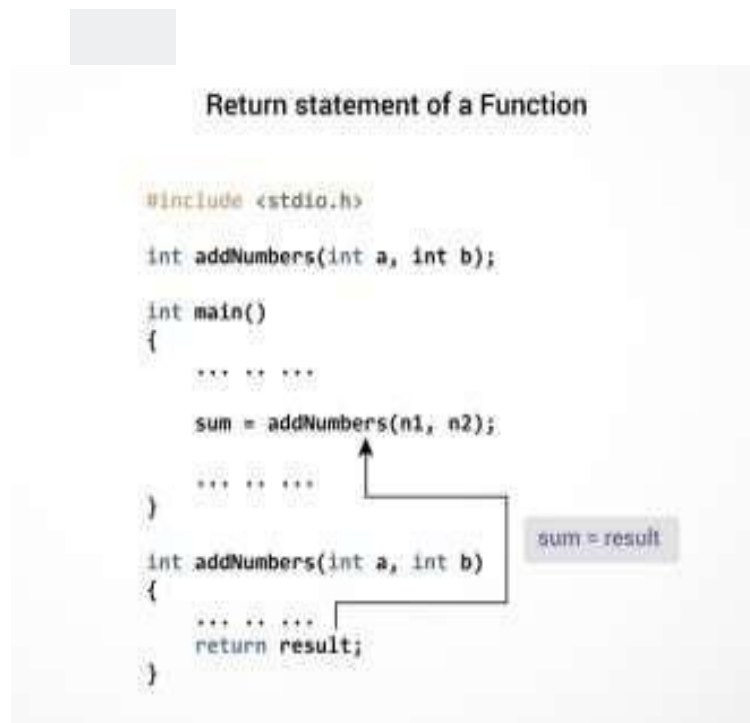 Return statement of a Function
#include <stdio.h>
int addNumbers(int a, int b);
int main()
{
... .. ...
sum = addNumbers(n1, n2);
... .. ...
}
int addNumbers(int a, int b)
{
... .. ...
return result;
}
sum = result